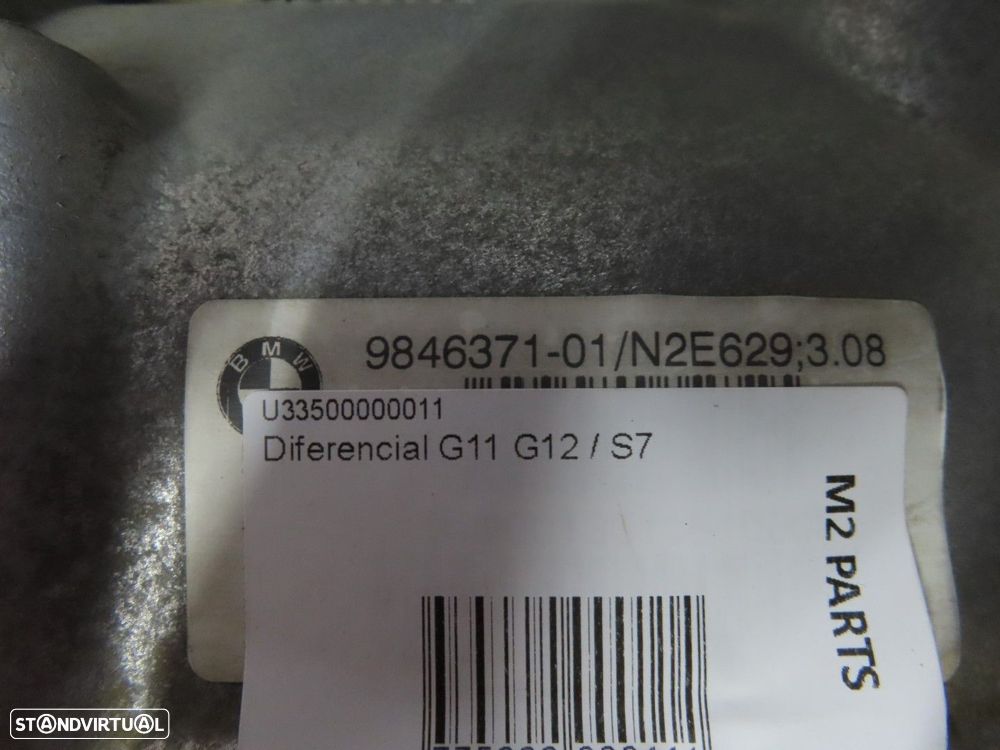 9846371-01/N2E629;3.08
BMW
U33500000011
Diferencial G11 G12 / S7
M2 PARTS
STANDVIRTUAL